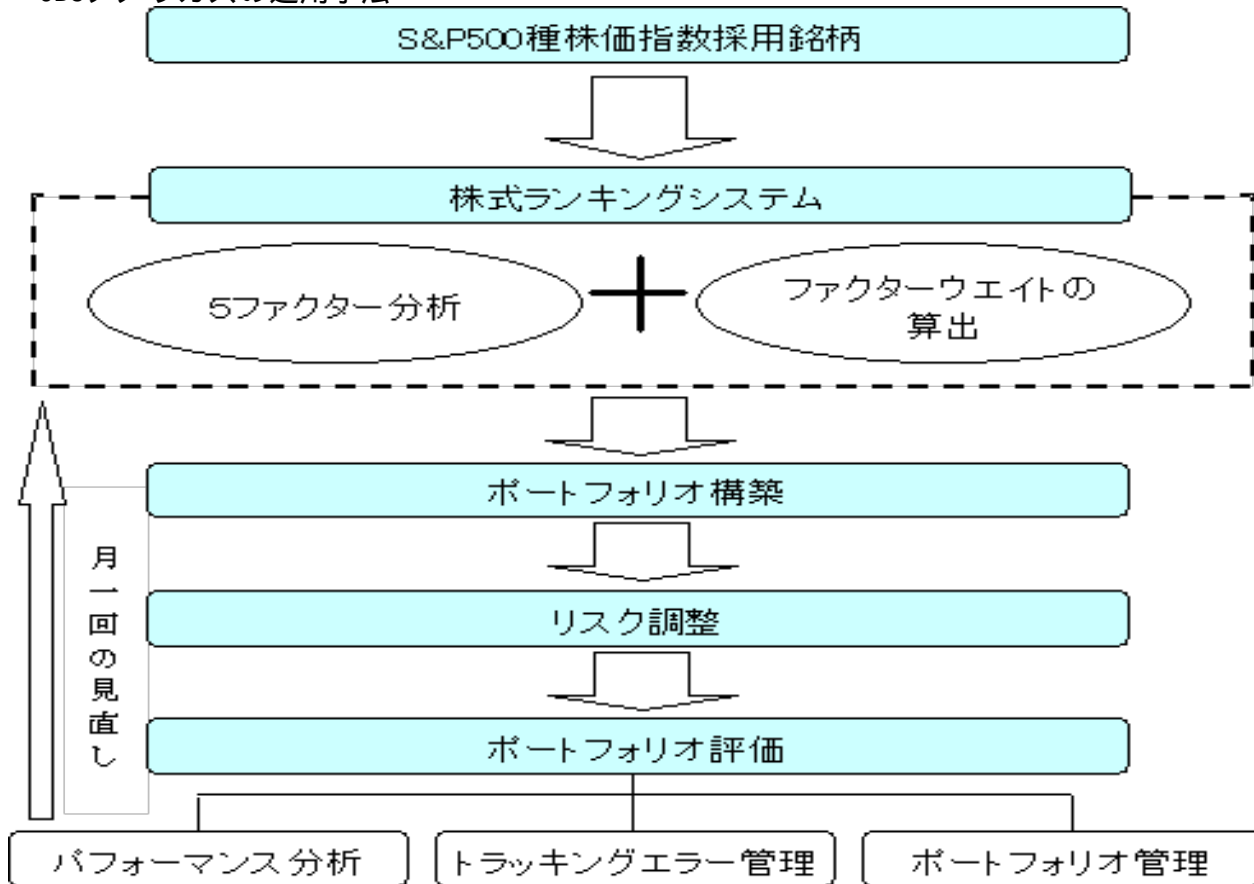 S&P500種株価指数採用銘柄
株式ランキングシステム
5ファクター分析
ファクターウエイトの
算出
ポートフォリオ構築
月一回の見直し
リスク調整
ポートフォリオ評価
パフォーマンス分析
トラッキングエラー管理
ポートフォリオ管理